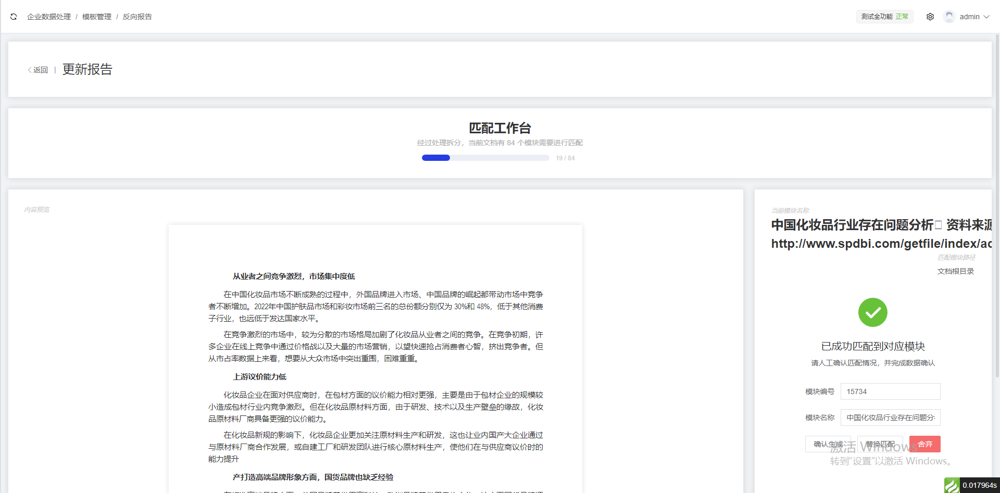 企业数据处理 / 模板管理 / 反向报告
测试全功能 正常
admin
返回 | 更新报告
匹配工作台
经过处理拆分，当前文档有 84 个模块需要进行匹配
19 / 84
内容预览
从业者之间竞争激烈，市场集中度低
在中国化妆品市场不断成熟的过程中，外国品牌进入市场、中国品牌的崛起都带动市场中竞争
者不断增加。2022年中国护肤品市场和彩妆市场前三名的总份额分别仅为 30%和 48%，低于其他消费
子行业，也远低于发达国家水平。
在竞争激烈的市场中，较为分散的市场格局加剧了化妆品从业者之间的竞争。在竞争初期，许
多企业在线上竞争中通过价格战以及大量的市场营销，以望快速抢占消费者心智，挤出竞争者。但
从市占率数据上来看，想要从大众市场中突出重围，困难重重。
上游议价能力低
化妆品企业在面对供应商时，在包材方面的议价能力相对更强，主要是由于包材企业的规模较
小造成包材行业内竞争激烈。但在化妆品原材料方面，由于研发、技术以及生产壁垒的缘故，化妆
品原材料厂商具备更强的议价能力。
在化妆品新规的影响下，化妆品企业更加关注原材料生产和研发，这也让业内国产大企业通过
与原材料厂商合作发展，或自建工厂和研发团队进行核心原材料生产，使他们在与供应商议价时的
能力提升
产打造高端品牌形象方面，国货品牌也缺乏经验
当前模块名称
中国化妆品行业存在问题分析 资料来源
http://www.spdbi.com/getfile/index/ac
匹配模块路径
文档根目录
已成功匹配到对应模块
请人工确认匹配情况，并完成数据确认
模块编号 15734
模块名称 中国化妆品行业存在问题分
确认生成 替换匹配 舍弃
激活 Windows
转到“设置”以激活 Windows。
0.017964s